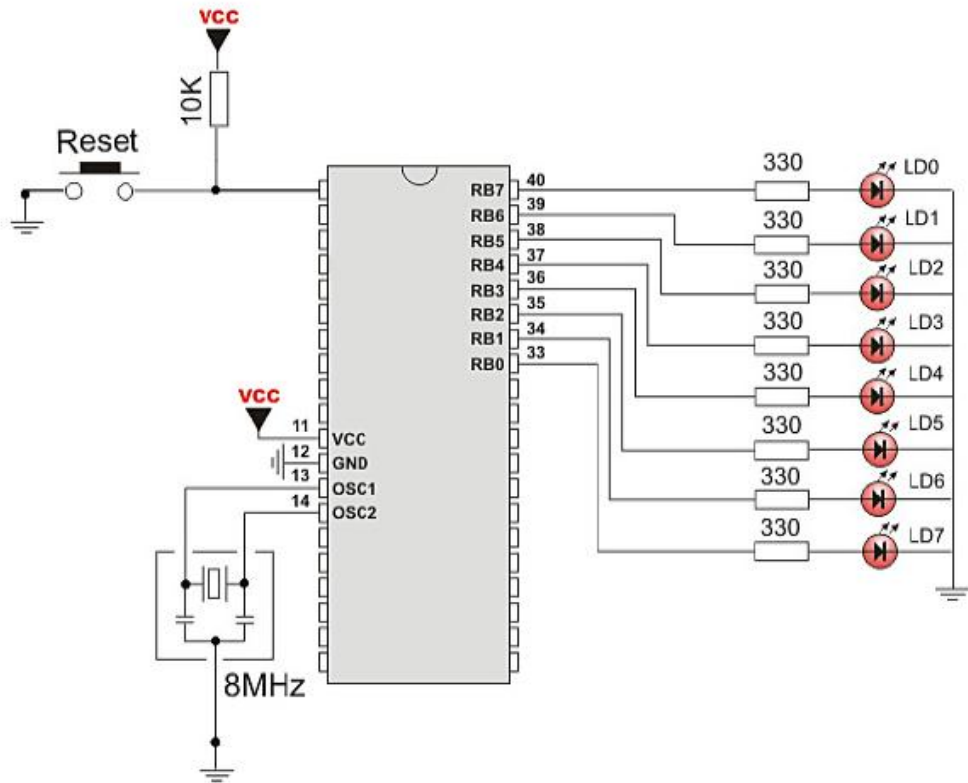 VCC
10K
Reset
RB7 40 330 LD0
RB6 39 330 LD1
RB5 38 330 LD2
RB4 37 330 LD3
RB3 36 330 LD4
RB2 35 330 LD5
RB1 34 330 LD6
RB0 33 330 LD7
VCC
11 VCC
12 GND
13 OSC1
14 OSC2
8MHz